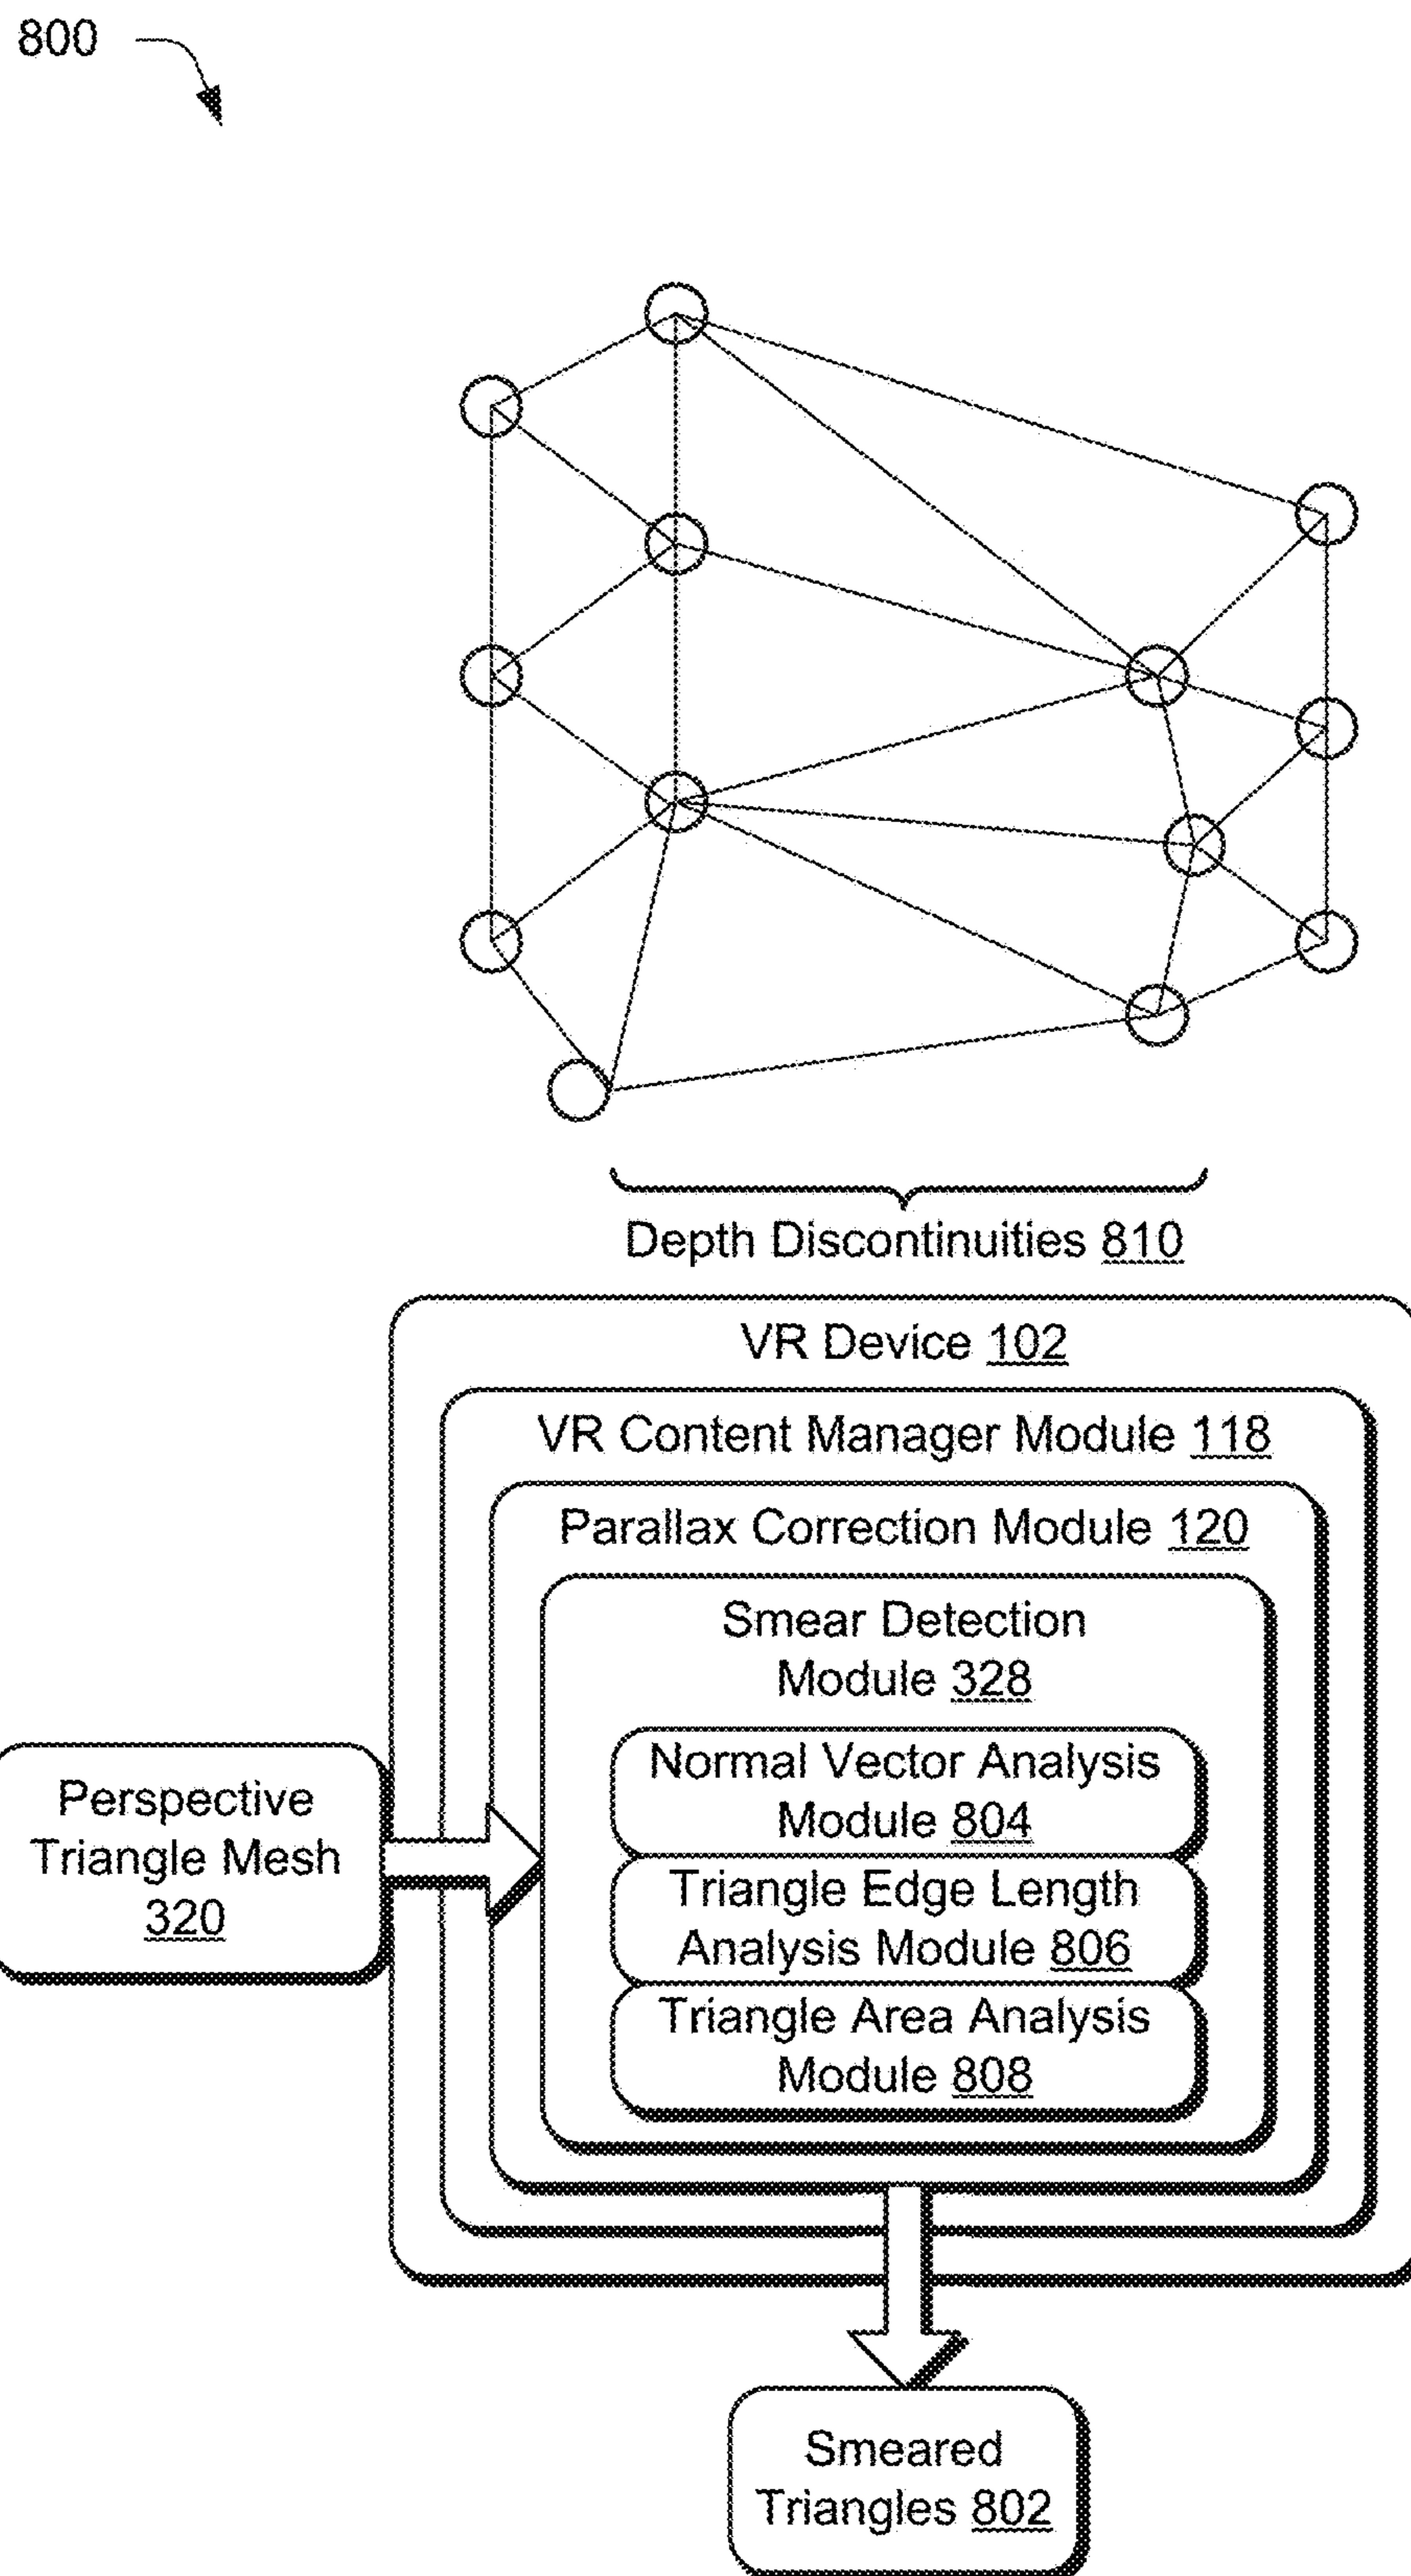 800
Depth Discontinuities 810
VR Device 102
VR Content Manager Module 118
Parallax Correction Module 120
Smear Detection
Module 328
Normal Vector Analysis
Module 804
Triangle Edge Length
Analysis Module 806
Triangle Area Analysis
Module 808
Perspective
Triangle Mesh
320
Smeared
Triangles 802